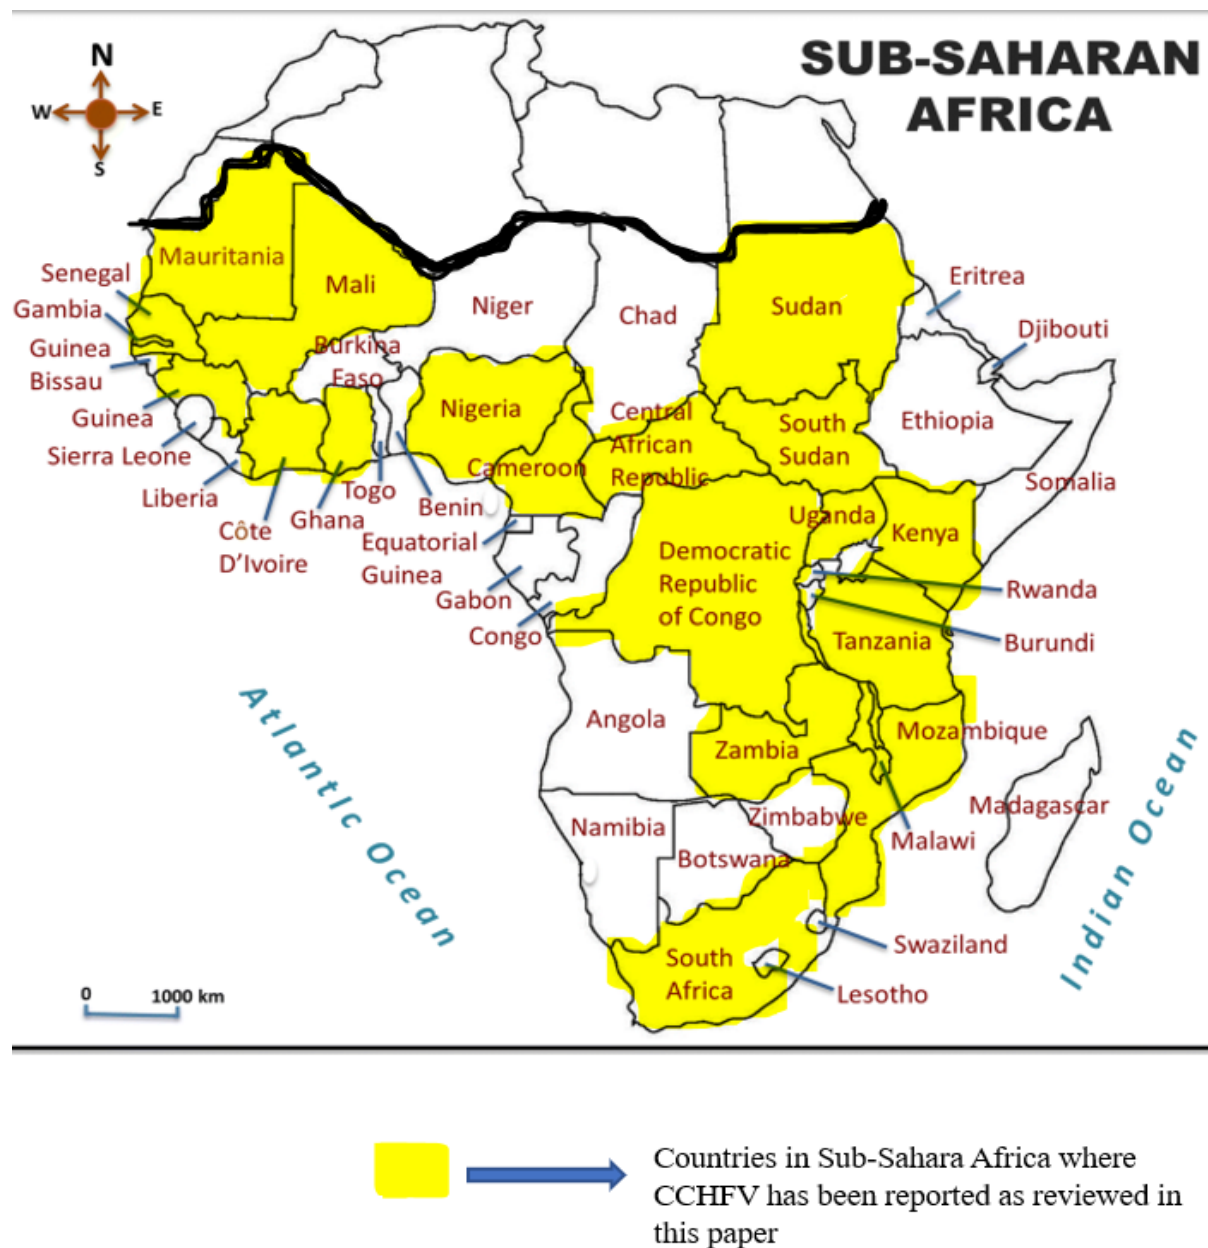 SUB-SAHARAN
AFRICA
N
W
E
S
Mauritania
Senegal
Mali
Gambia
Niger
Chad
Sudan
Eritrea
Djibouti
Guinea
Bissau
Burkina
Faso
Guinea
Nigeria
Central
African
Republic
South
Sudan
Ethiopia
Sierra Leone
Cameroon
Somalia
Liberia
Togo
Benin
Ghana
Côte
D’Ivoire
Uganda
Kenya
Equatorial
Guinea
Democratic
Republic
of Congo
Gabon
Rwanda
Congo
Tanzania
Burundi
Angola
Zambia
Mozambique
Atlantic Ocean
Indian Ocean
Namibia
Zimbabwe
Madagascar
Malawi
Botswana
Swaziland
South
Africa
Lesotho
0
1000 km
Countries in Sub-Sahara Africa where
CCHFV has been reported as reviewed in
this paper